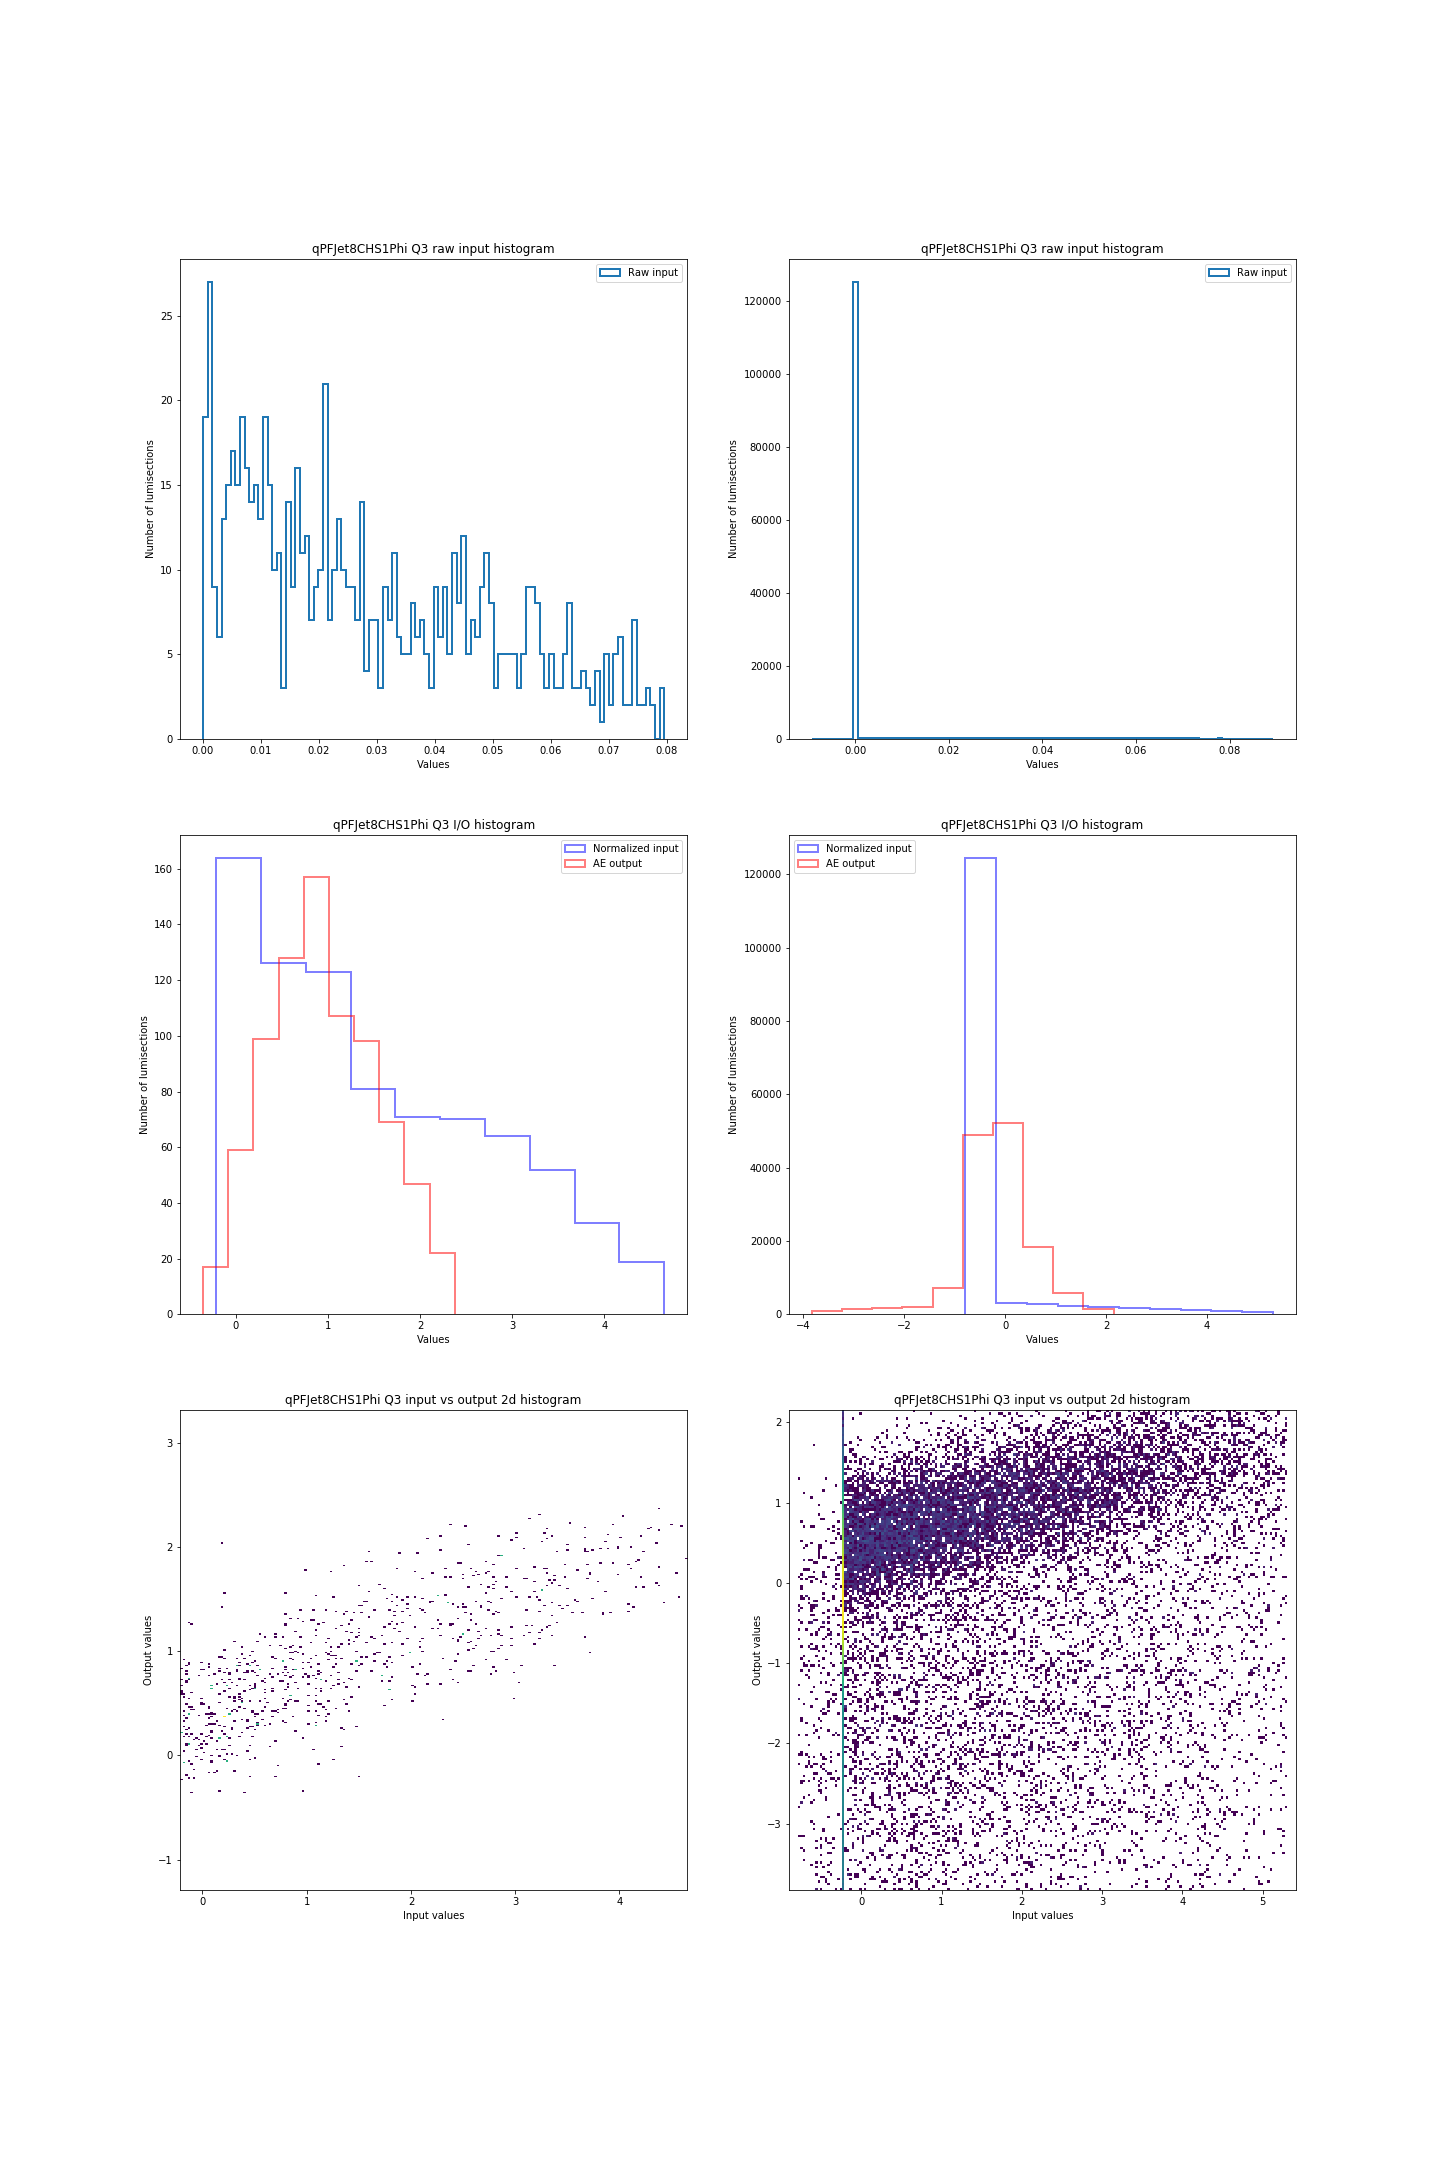 qPFJet8CHS1Phi Q3 raw input histogram
Raw input
Number of lumisections
25
20
15
10
5
0
0.00 0.01 0.02 0.03 0.04 0.05 0.06 0.07 0.08
Values
qPFJet8CHS1Phi Q3 raw input histogram
Raw input
Number of lumisections
120000
100000
80000
60000
40000
20000
0
0.00 0.02 0.04 0.06 0.08
Values
qPFJet8CHS1Phi Q3 I/O histogram
Normalized input
AE output
Number of lumisections
160
140
120
100
80
60
40
20
0
0 1 2 3 4
Values
qPFJet8CHS1Phi Q3 I/O histogram
Normalized input
AE output
Number of lumisections
120000
100000
80000
60000
40000
20000
0
−4 −2 0 2 4
Values
qPFJet8CHS1Phi Q3 input vs output 2d histogram
Output values
3
2
1
0
−1
0 1 2 3 4
Input values
qPFJet8CHS1Phi Q3 input vs output 2d histogram
Output values
2
1
0
−1
−2
−3
0 1 2 3 4 5
Input values